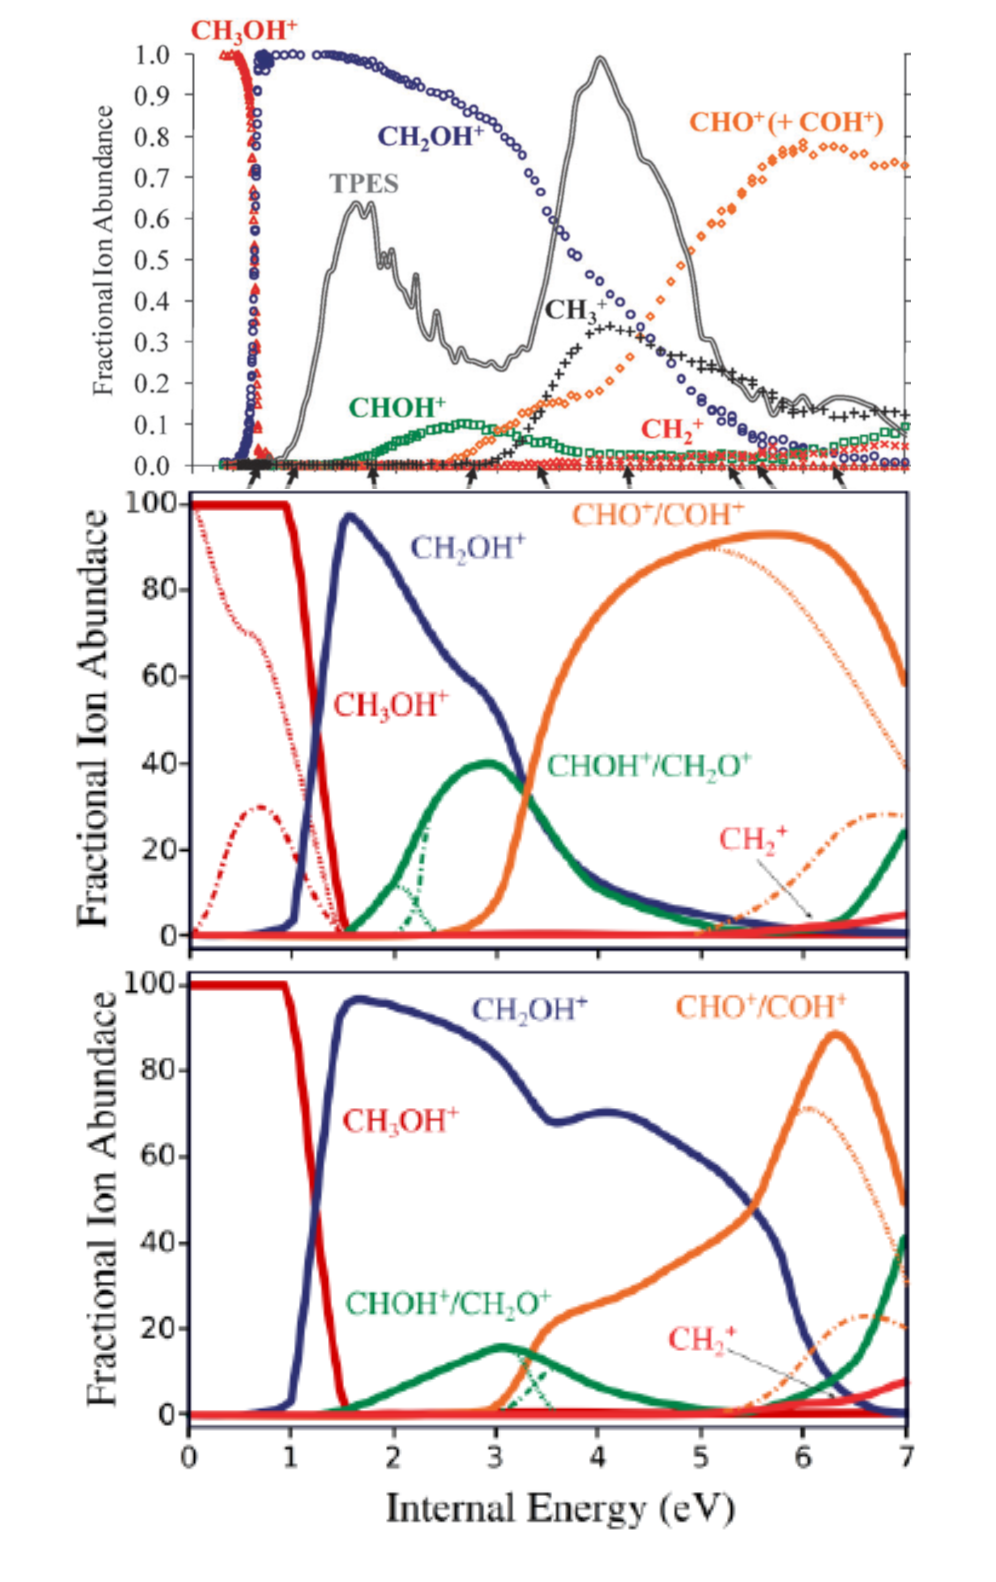 CH₃OH⁺
1.0
0.9
0.8
0.7
0.6
0.5
0.4
0.3
0.2
0.1
0.0
Fractional Ion Abundance
CH₂OH⁺
CHO⁺ (+ COH⁺)
TPES
CH₃⁺
CHOH⁺
CH₂⁺
100
80
60
40
20
0
Fractional Ion Abundace
CHO⁺/COH⁺
CH₂OH⁺
CH₃OH⁺
CHOH⁺/CH₂O⁺
CH₂⁺
100
80
60
40
20
0
Fractional Ion Abundace
CH₂OH⁺
CHO⁺/COH⁺
CH₃OH⁺
CHOH⁺/CH₂O⁺
CH₂⁺
0 1 2 3 4 5 6 7
Internal Energy (eV)